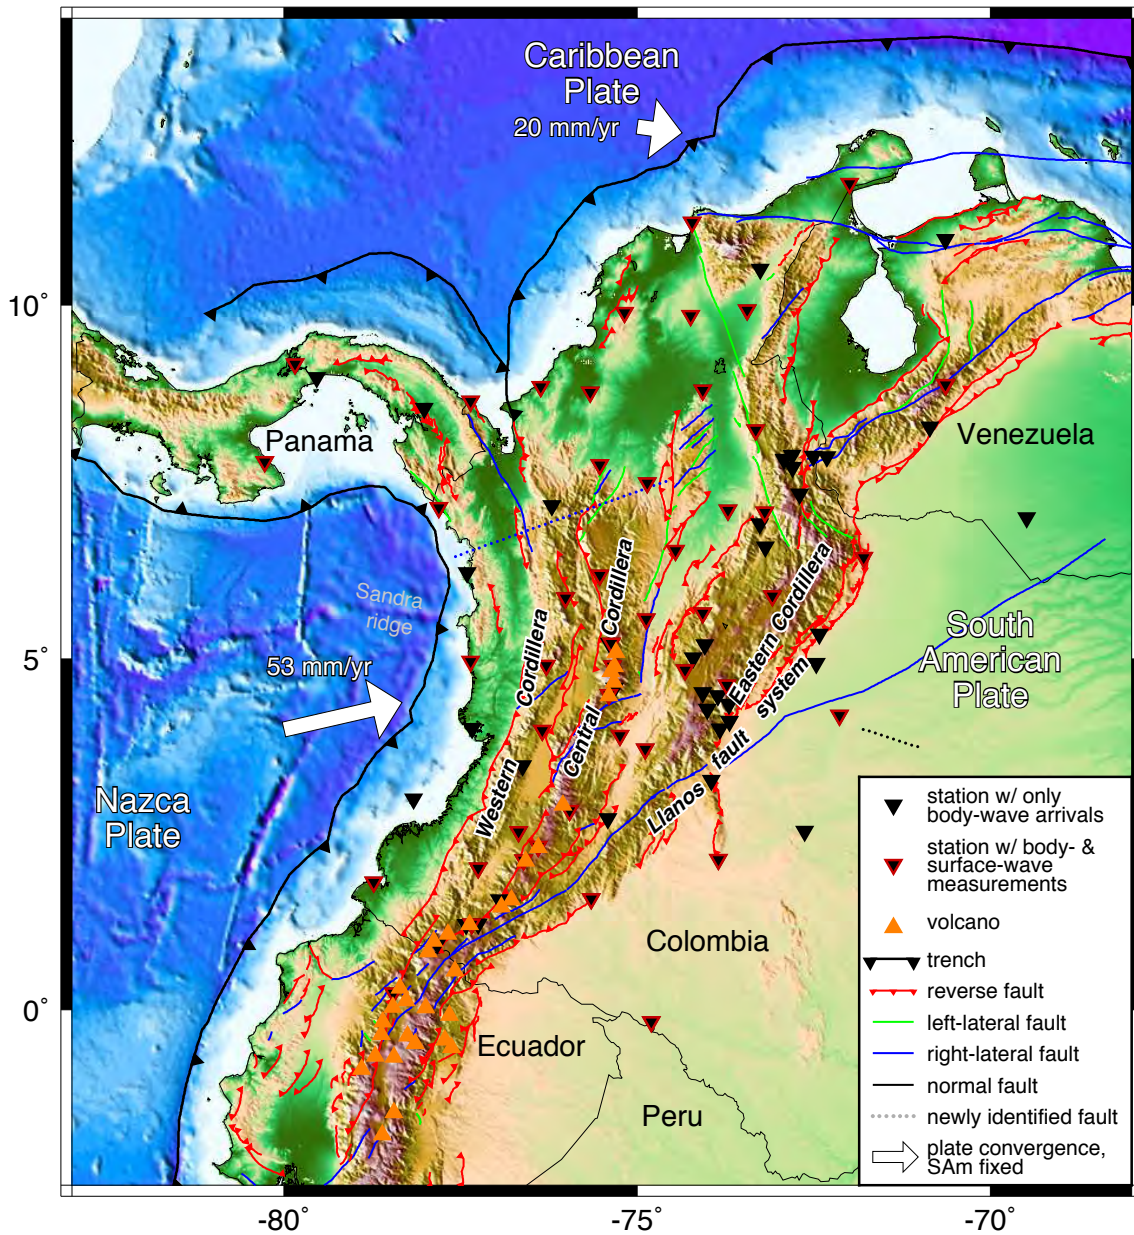 Caribbean
Plate
20 mm/yr
10°
Panama
Venezuela
Sandra
ridge
53 mm/yr
5°
Western Cordillera
Central Cordillera
Eastern Cordillera
Llanos fault system
South
American
Plate
Nazca
Plate
Colombia
0°
Ecuador
Peru
station w/ only
body-wave arrivals
station w/ body- &
surface-wave
measurements
volcano
trench
reverse fault
left-lateral fault
right-lateral fault
normal fault
newly identified fault
plate convergence,
SAm fixed
-80°
-75°
-70°